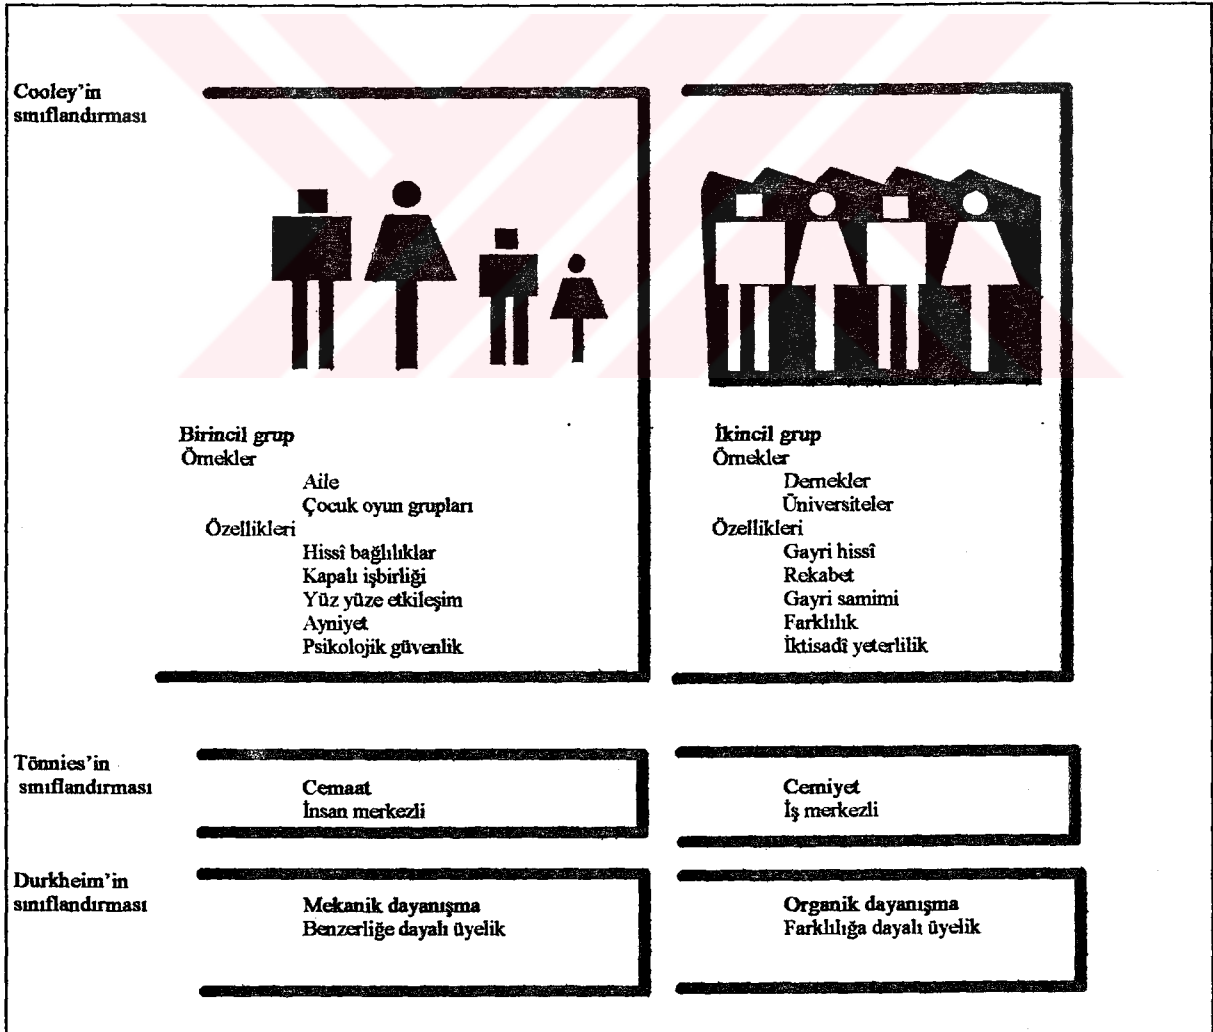 Cooley'in
sınıflandırması
Birincil grup
Örnekler
Aile
Çocuk oyun grupları
Özellikleri
Hissî bağlılıklar
Kapalı işbirliği
Yüz yüze etkileşim
Ayniyet
Psikolojik güvenlik
İkincil grup
Örnekler
Dernekler
Üniversiteler
Özellikleri
Gayri hissî
Rekabet
Gayri samimi
Farklılık
İktisadî yeterlilik
Tönnies'in
sınıflandırması
Cemaat
İnsan merkezli
Cemiyet
İş merkezli
Durkheim'in
sınıflandırması
Mekanik dayanışma
Benzerliğe dayalı üyelik
Organik dayanışma
Farklılığa dayalı üyelik